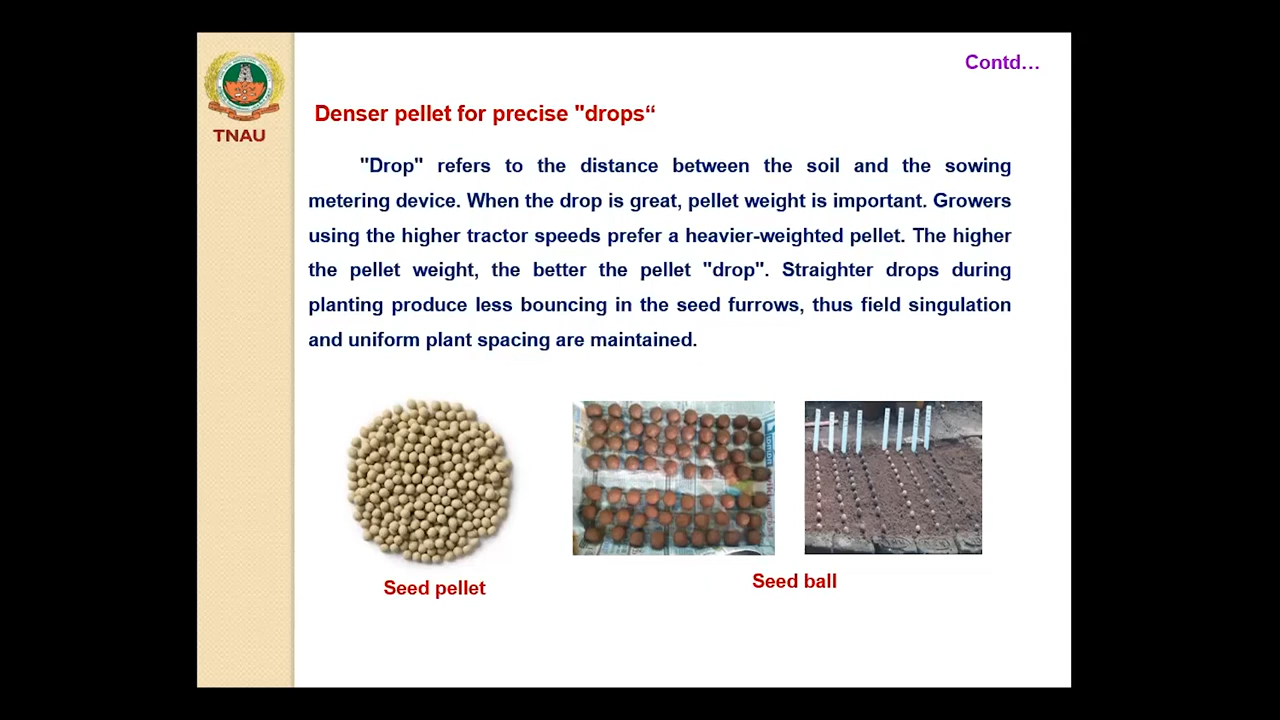 Contd...
TNAU
Denser pellet for precise "drops“
"Drop" refers to the distance between the soil and the sowing
metering device. When the drop is great, pellet weight is important. Growers
using the higher tractor speeds prefer a heavier-weighted pellet. The higher
the pellet weight, the better the pellet "drop". Straighter drops during
planting produce less bouncing in the seed furrows, thus field singulation
and uniform plant spacing are maintained.
Seed pellet
Seed ball